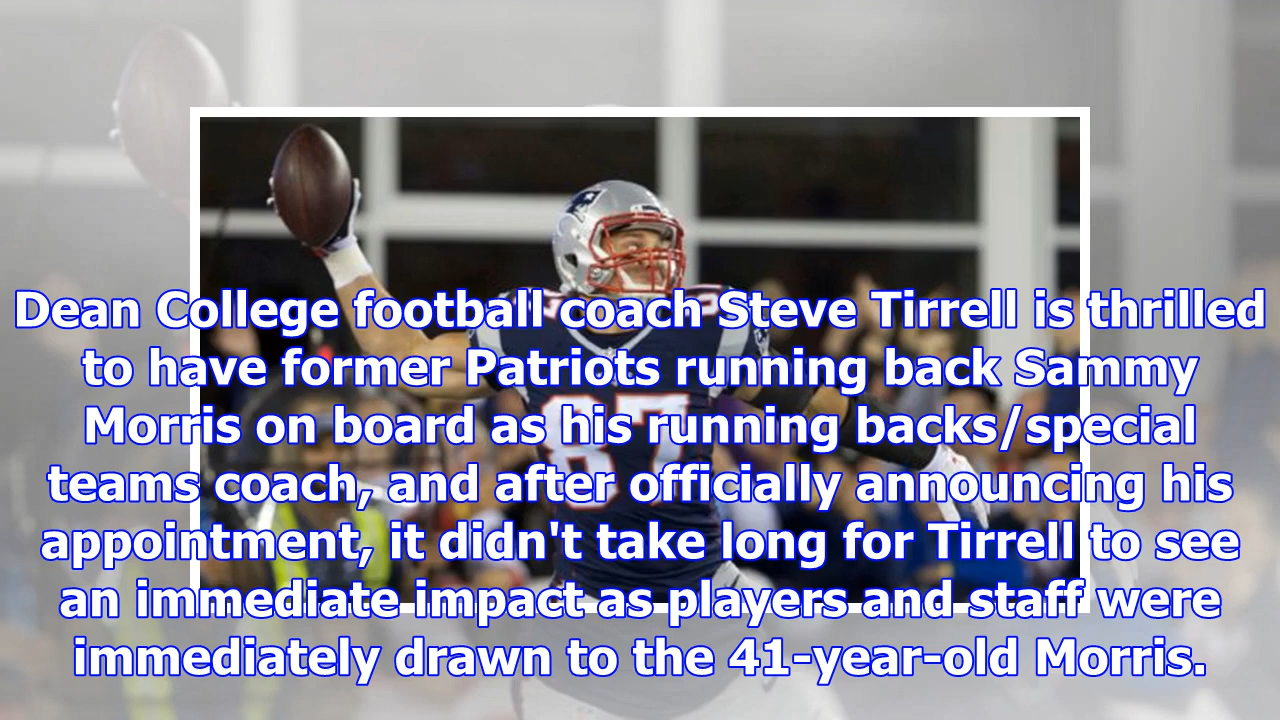 Dean College football coach Steve Tirrell is thrilled
to have former Patriots running back Sammy
Morris on board as his running backs/special
teams coach, and after officially announcing his
appointment, it didn't take long for Tirrell to see
an immediate impact as players and staff were
immediately drawn to the 41-year-old Morris.
87